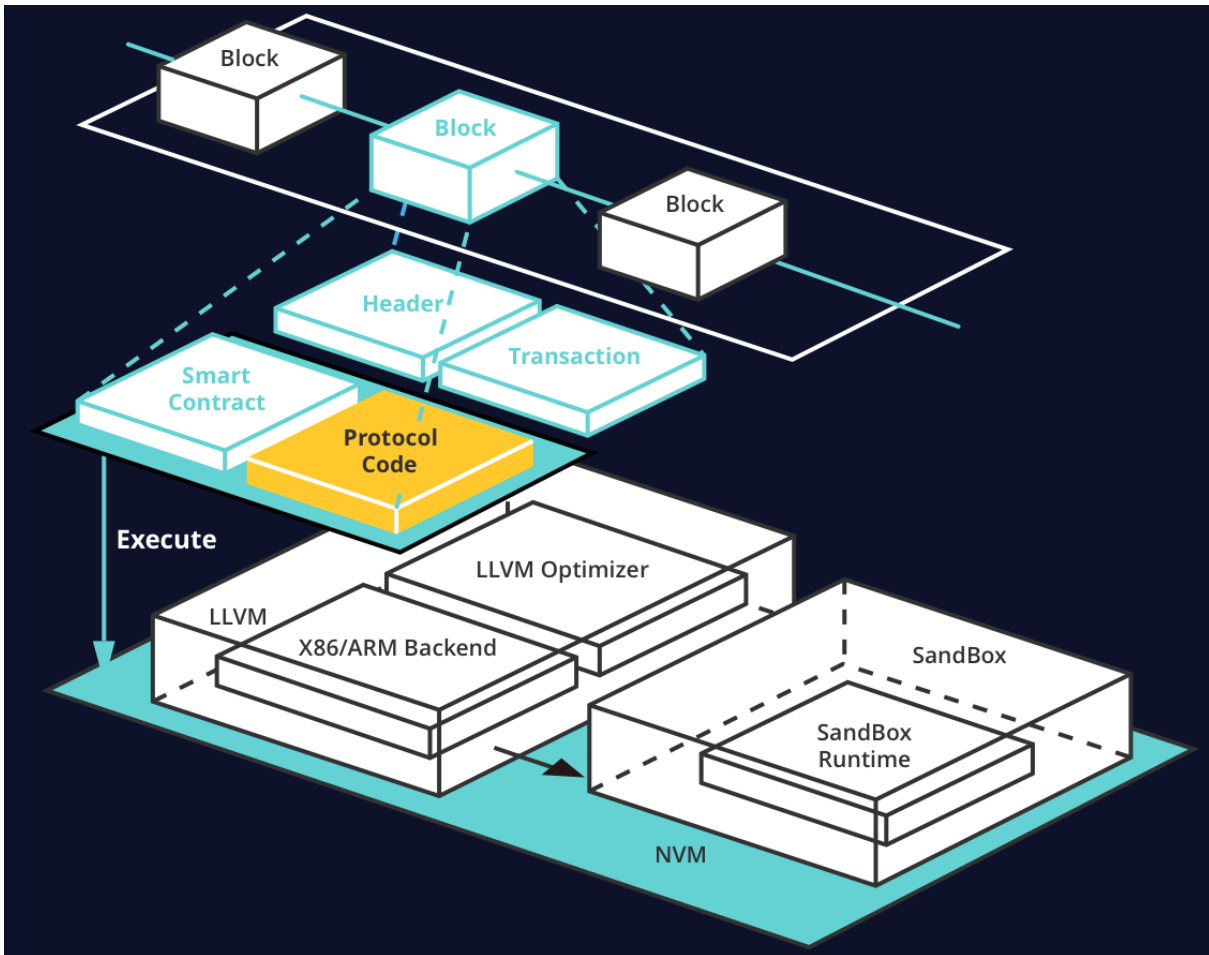 Block
Block
Block
Header
Transaction
Smart
Contract
Protocol
Code
Execute
LLVM Optimizer
LLVM
X86/ARM Backend
SandBox
SandBox
Runtime
NVM